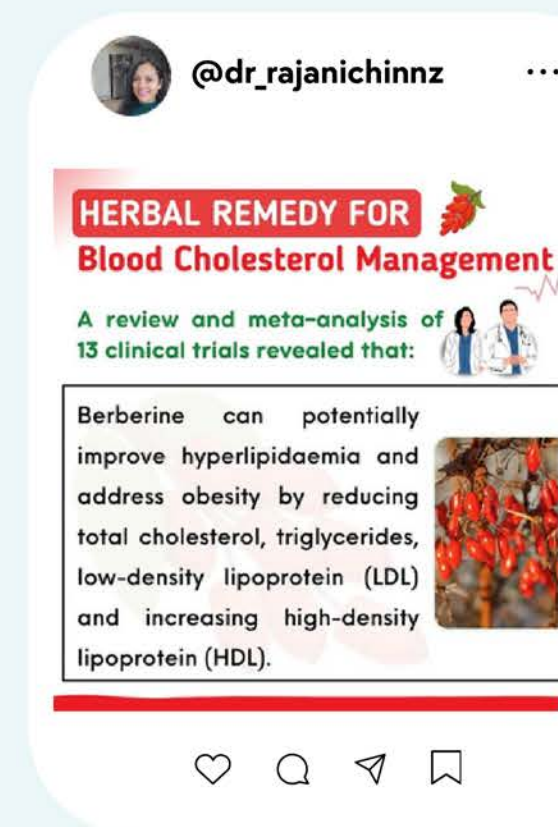 @dr_rajanichinnz
HERBAL REMEDY FOR
Blood Cholesterol Management
A review and meta-analysis of
13 clinical trials revealed that:
Berberine can potentially
improve hyperlipidaemia and
address obesity by reducing
total cholesterol, triglycerides,
low-density lipoprotein (LDL)
and increasing high-density
lipoprotein (HDL).